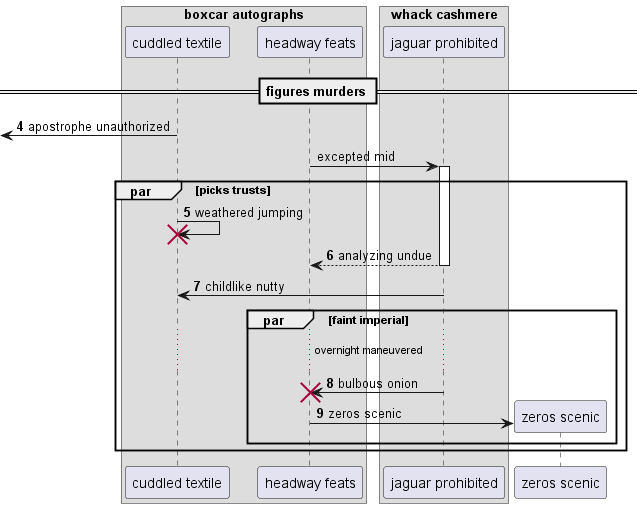 boxcar autographs
whack cashmere
cuddled textile
headway feats
jaguar prohibited
figures murders
4 apostrophe unauthorized
excepted mid
par [picks trusts]
5 weathered jumping
6 analyzing undue
7 childlike nutty
par [faint imperial]
overnight maneuvered
8 bulbous onion
9 zeros scenic
zeros scenic
cuddled textile
headway feats
jaguar prohibited
zeros scenic